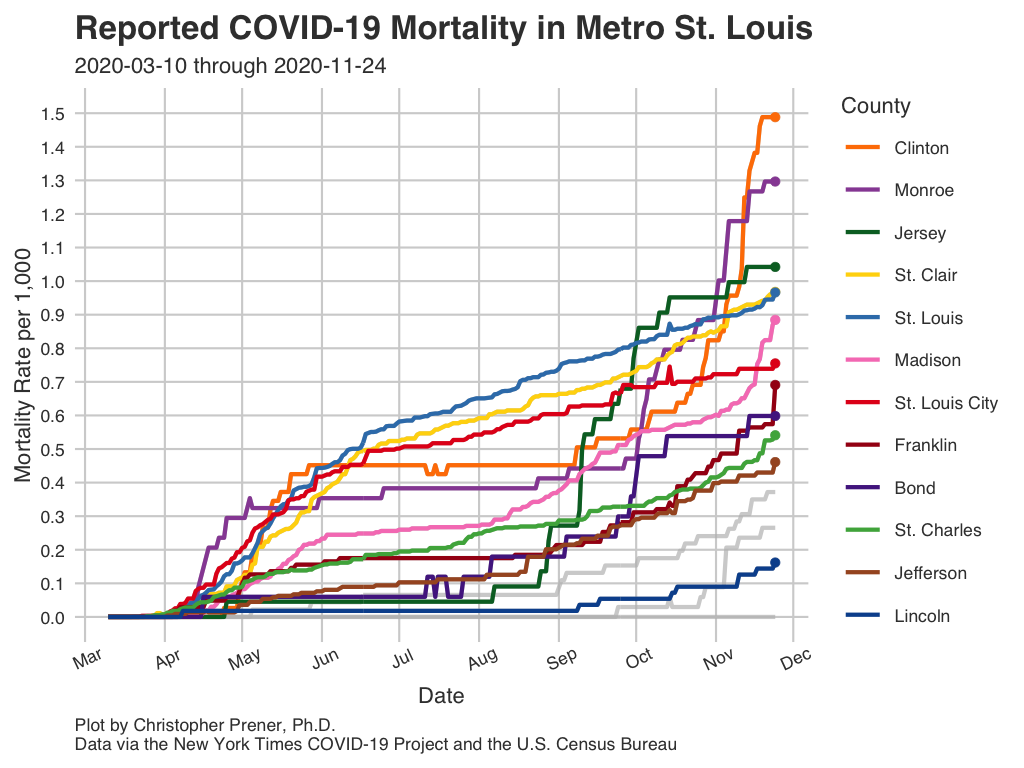 Reported COVID-19 Mortality in Metro St. Louis
2020-03-10 through 2020-11-24
Mortality Rate per 1,000
1.5
1.4
1.3
1.2
1.1
1.0
0.9
0.8
0.7
0.6
0.5
0.4
0.3
0.2
0.1
0.0
Mar Apr May Jun Jul Aug Sep Oct Nov Dec
Date
County
Clinton
Monroe
Jersey
St. Clair
St. Louis
Madison
St. Louis City
Franklin
Bond
St. Charles
Jefferson
Lincoln
Plot by Christopher Prener, Ph.D.
Data via the New York Times COVID-19 Project and the U.S. Census Bureau